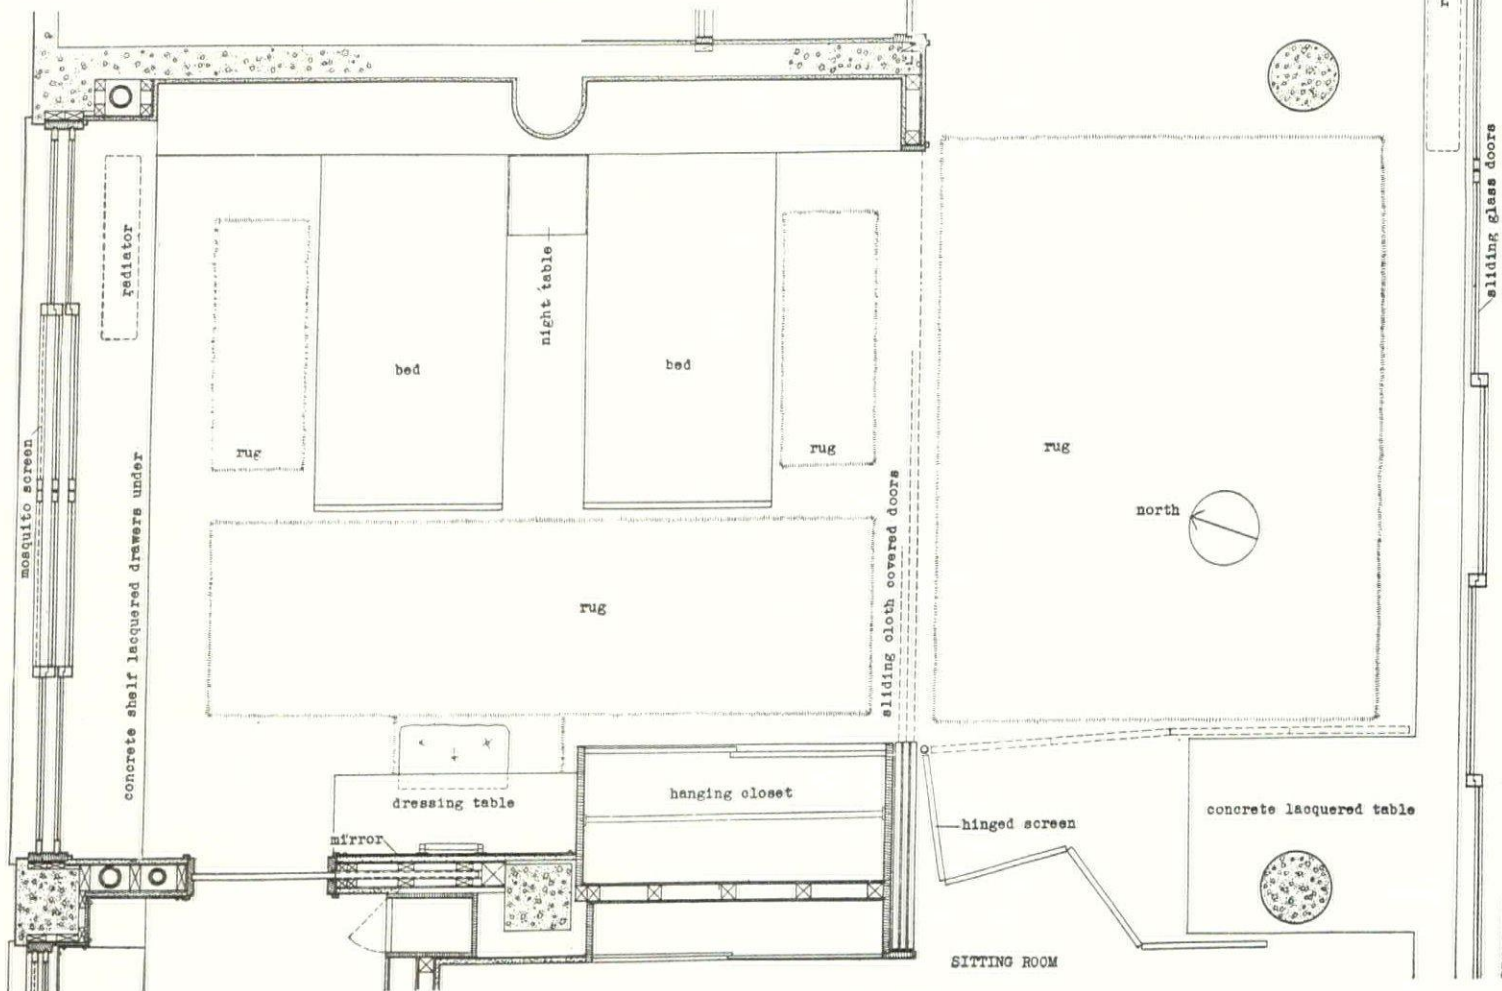 sliding glass doors
radiator
night table
bed
bed
rug
rug
rug
mosquito screen
concrete shelf lacquered drawers under
sliding cloth covered doors
north
rug
dressing table
hanging closet
mirror
hinged screen
concrete lacquered table
SITTING ROOM